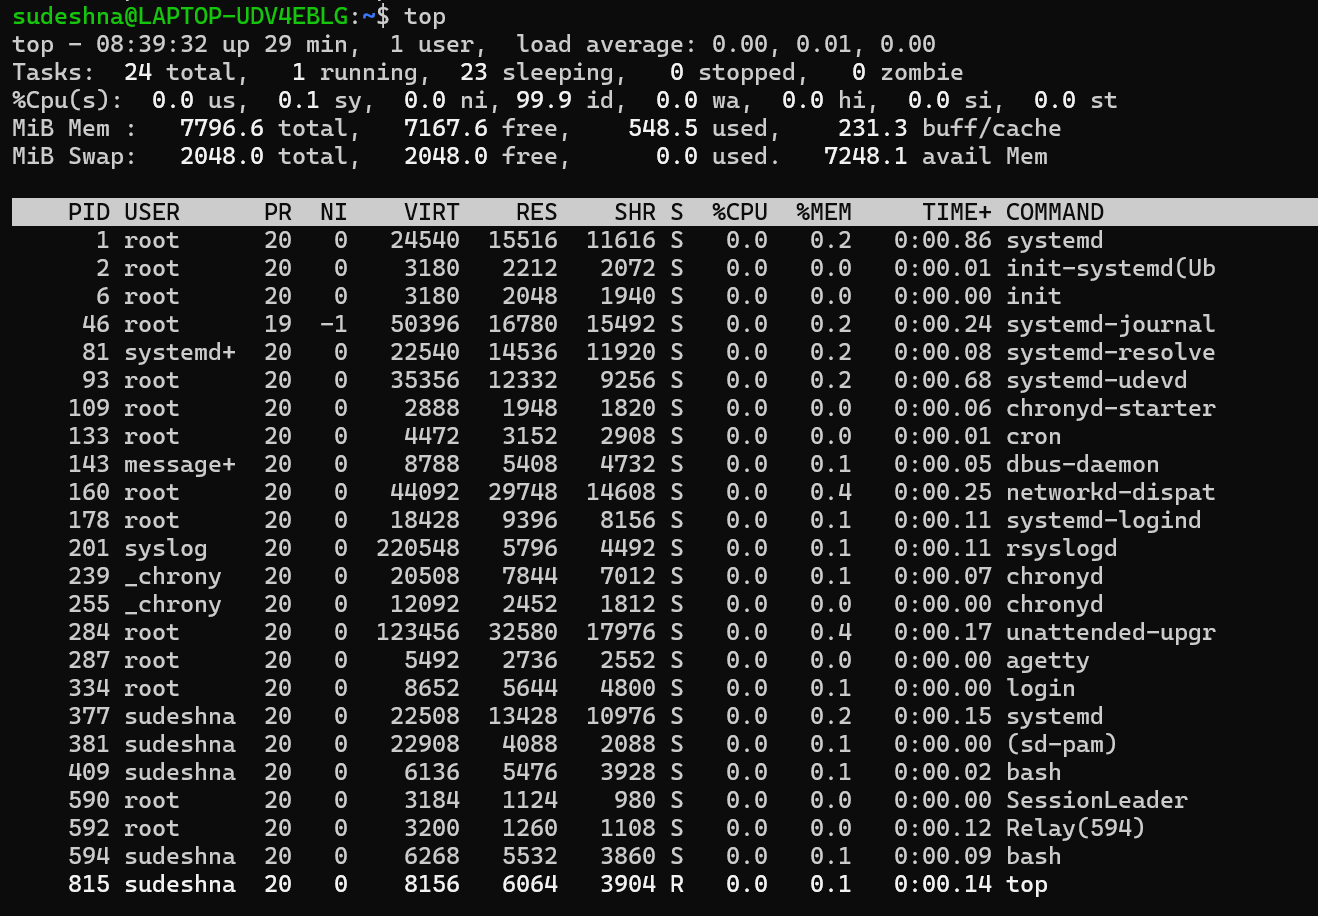 sudeshna@LAPTOP-UDV4EBLG:~$ top
top - 08:39:32 up 29 min,  1 user,  load average: 0.00, 0.01, 0.00
Tasks:  24 total,   1 running,  23 sleeping,   0 stopped,   0 zombie
%Cpu(s):  0.0 us,  0.1 sy,  0.0 ni, 99.9 id,  0.0 wa,  0.0 hi,  0.0 si,  0.0 st
MiB Mem :   7796.6 total,   7167.6 free,    548.5 used,    231.3 buff/cache
MiB Swap:   2048.0 total,   2048.0 free,      0.0 used.   7248.1 avail Mem

    PID USER      PR  NI    VIRT    RES    SHR S  %CPU  %MEM     TIME+ COMMAND
      1 root      20   0   24540  15516  11616 S   0.0   0.2   0:00.86 systemd
      2 root      20   0    3180   2212   2072 S   0.0   0.0   0:00.01 init-systemd(Ub
      6 root      20   0    3180   2048   1940 S   0.0   0.0   0:00.00 init
     46 root      19  -1   50396  16780  15492 S   0.0   0.2   0:00.24 systemd-journal
     81 systemd+  20   0   22540  14536  11920 S   0.0   0.2   0:00.08 systemd-resolve
     93 root      20   0   35356  12332   9256 S   0.0   0.2   0:00.68 systemd-udevd
    109 root      20   0    2888   1948   1820 S   0.0   0.0   0:00.06 chronyd-starter
    133 root      20   0    4472   3152   2908 S   0.0   0.0   0:00.01 cron
    143 message+  20   0    8788   5408   4732 S   0.0   0.1   0:00.05 dbus-daemon
    160 root      20   0   44092  29748  14608 S   0.0   0.4   0:00.25 networkd-dispat
    178 root      20   0   18428   9396   8156 S   0.0   0.1   0:00.11 systemd-logind
    201 syslog    20   0  220548   5796   4492 S   0.0   0.1   0:00.11 rsyslogd
    239 _chrony   20   0   20508   7844   7012 S   0.0   0.1   0:00.07 chronyd
    255 _chrony   20   0   12092   2452   1812 S   0.0   0.0   0:00.00 chronyd
    284 root      20   0  123456  32580  17976 S   0.0   0.4   0:00.17 unattended-upgr
    287 root      20   0    5492   2736   2552 S   0.0   0.0   0:00.00 agetty
    334 root      20   0    8652   5644   4800 S   0.0   0.1   0:00.00 login
    377 sudeshna  20   0   22508  13428  10976 S   0.0   0.2   0:00.15 systemd
    381 sudeshna  20   0   22908   4088   2088 S   0.0   0.1   0:00.00 (sd-pam)
    409 sudeshna  20   0    6136   5476   3928 S   0.0   0.1   0:00.02 bash
    590 root      20   0    3184   1124    980 S   0.0   0.0   0:00.00 SessionLeader
    592 root      20   0    3200   1260   1108 S   0.0   0.0   0:00.12 Relay(594)
    594 sudeshna  20   0    6268   5532   3860 S   0.0   0.1   0:00.09 bash
    815 sudeshna  20   0    8156   6064   3904 R   0.0   0.1   0:00.14 top